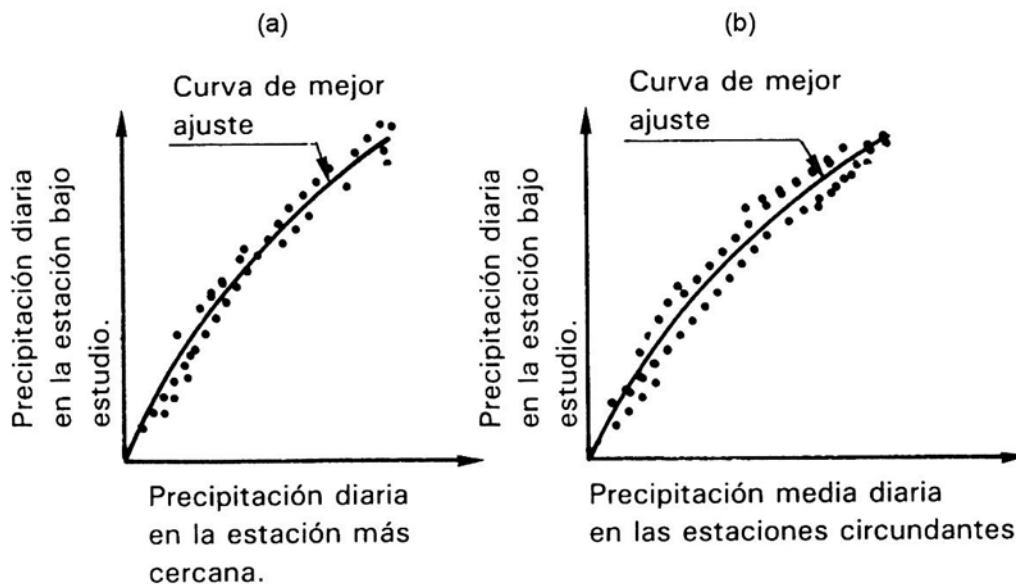 (a)
Curva de mejor
ajuste
Precipitación diaria
en la estación bajo
estudio.
Precipitación diaria
en la estación más
cercana.
(b)
Curva de mejor
ajuste
Precipitación diaria
en la estación bajo
estudio.
Precipitación media diaria
en las estaciones circundantes